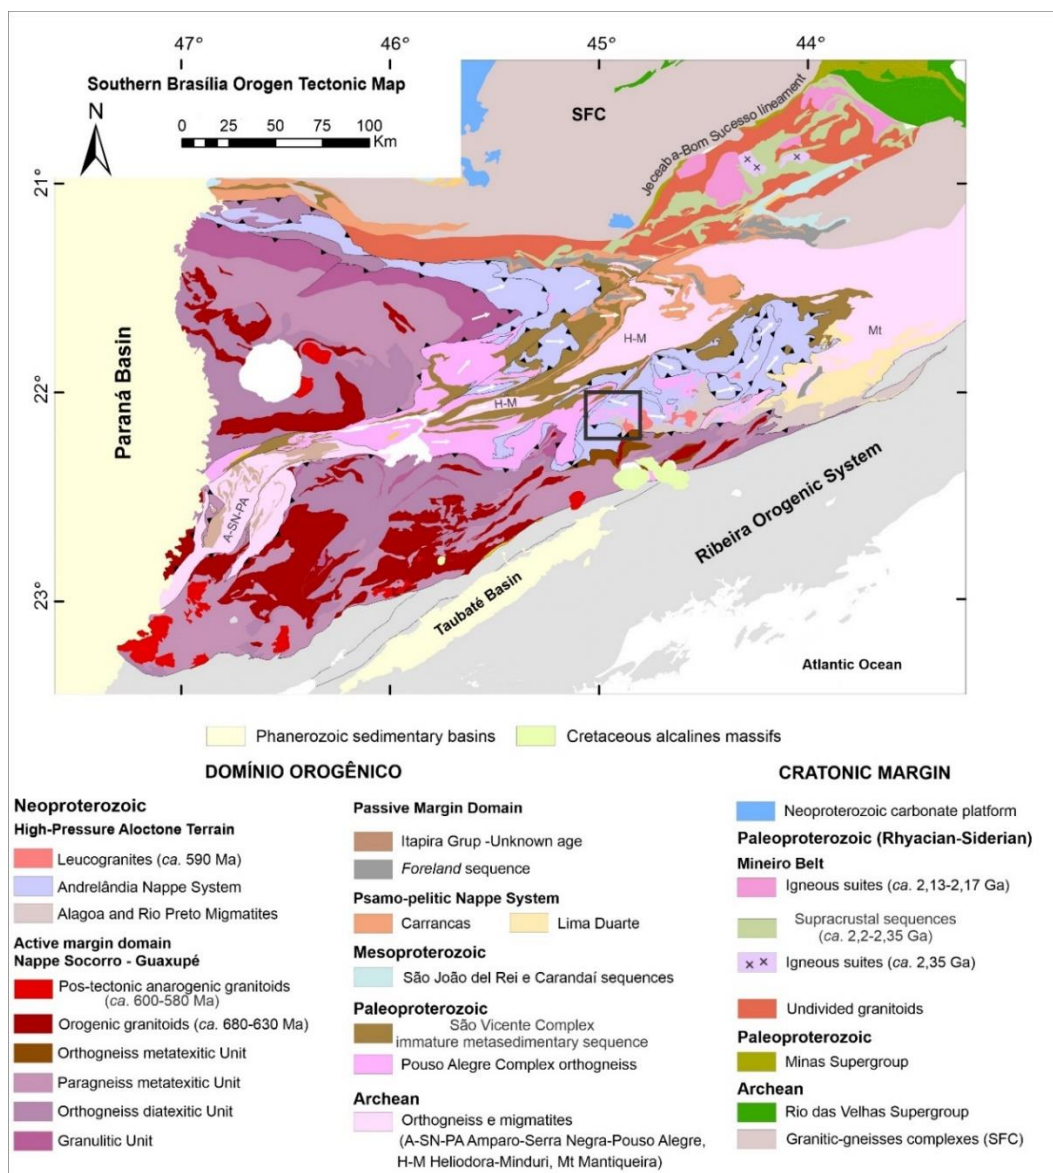 47°
46°
45°
44°
Southern Brasília Orogen Tectonic Map
N
0 25 50 75 100
Km
SFC
Jeceaba-Bom Sucesso lineament
21°
22°
23°
Paraná Basin
H-M
H-M
Mt
A-SN-PA
Taubaté Basin
Ribeira Orogenic System
Atlantic Ocean
Phanerozoic sedimentary basins
Cretaceous alcalines massifs
DOMÍNIO OROGÊNICO
Neoproterozoic
High-Pressure Aloctone Terrain
Leucogranites (ca. 590 Ma)
Andrelândia Nappe System
Alagoa and Rio Preto Migmatites
Active margin domain
Nappe Socorro - Guaxupé
Pos-tectonic anarogenic granitoids
(ca. 600-580 Ma)
Orogenic granitoids (ca. 680-630 Ma)
Orthogneiss metatexitic Unit
Paragneiss metatexitic Unit
Orthogneiss diatexitic Unit
Granulitic Unit
Passive Margin Domain
Itapira Grup -Unknown age
Foreland sequence
Psamo-pelitic Nappe System
Carrancas
Lima Duarte
Mesoproterozoic
São João del Rei e Carandaí sequences
Paleoproterozoic
São Vicente Complex
immature metasedimentary sequence
Pouso Alegre Complex orthogneiss
Archean
Orthogneiss e migmatites
(A-SN-PA Amparo-Serra Negra-Pouso Alegre,
H-M Heliodora-Minduri, Mt Mantiqueira)
CRATONIC MARGIN
Neoproterozoic carbonate platform
Paleoproterozoic (Rhyacian-Siderian)
Mineiro Belt
Igneous suites (ca. 2,13-2,17 Ga)
Supracrustal sequences
(ca. 2,2-2,35 Ga)
Igneous suites (ca. 2,35 Ga)
Undivided granitoids
Paleoproterozoic
Minas Supergroup
Archean
Rio das Velhas Supergroup
Granitic-gneisses complexes (SFC)